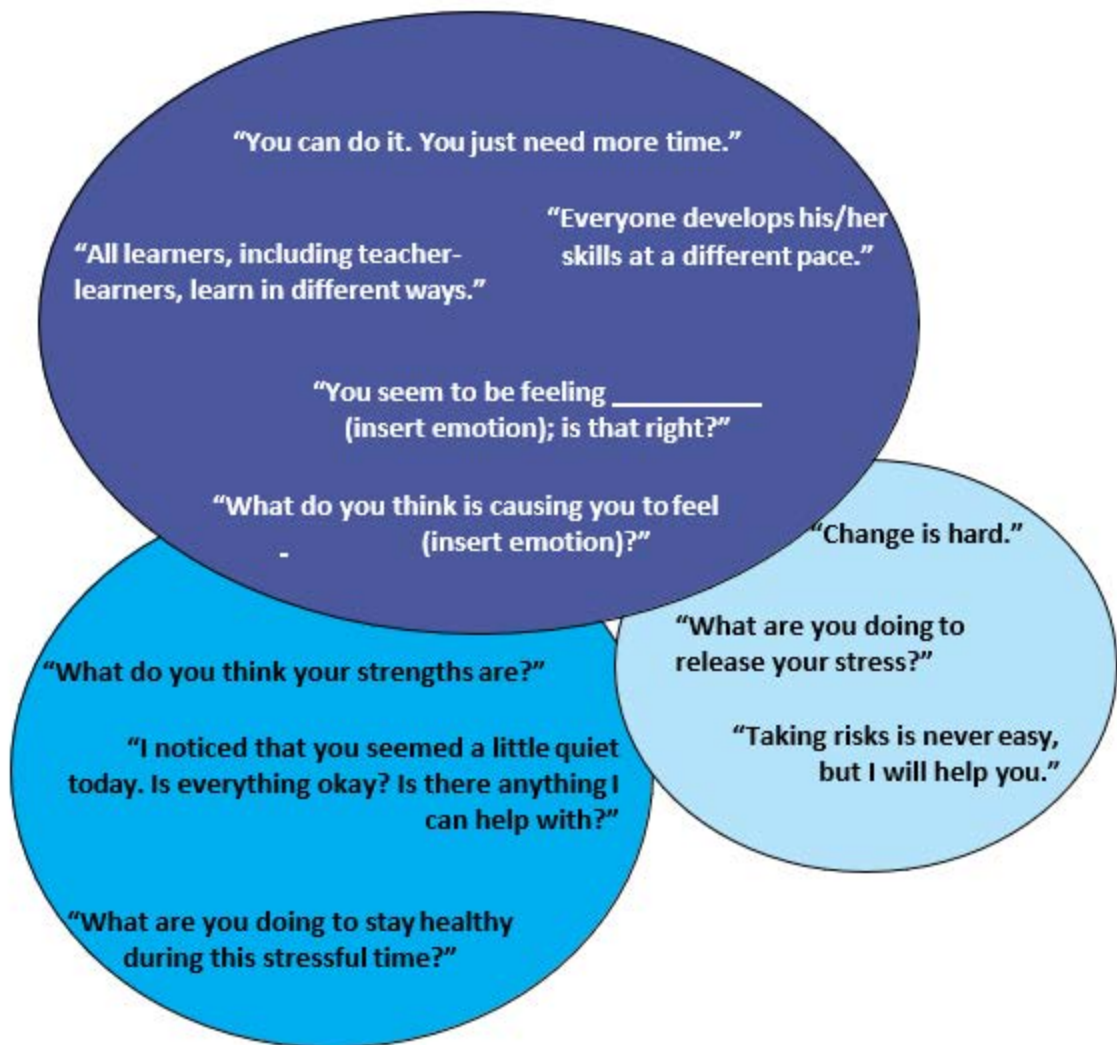 “You can do it. You just need more time.”
“Everyone develops his/her
skills at a different pace.”
“All learners, including teacher-
learners, learn in different ways.”
“You seem to be feeling __________
(insert emotion); is that right?”
“What do you think is causing you to feel
- (insert emotion)?”
“Change is hard.”
“What are you doing to
release your stress?”
“Taking risks is never easy,
but I will help you.”
“What do you think your strengths are?”
“I noticed that you seemed a little quiet
today. Is everything okay? Is there anything I
can help with?”
“What are you doing to stay healthy
during this stressful time?”